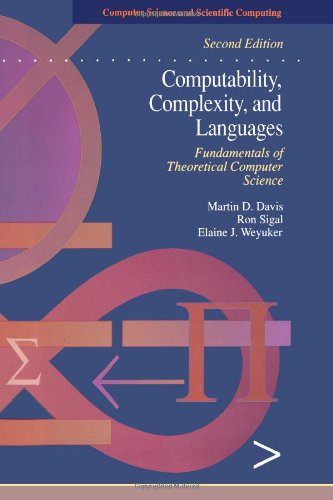 Computer Science and Scientific Computing
Second Edition
Computability,
Complexity, and
Languages
Fundamentals of
Theoretical Computer
Science
Martin D. Davis
Ron Sigal
Elaine J. Weyuker
Σ
Π
>